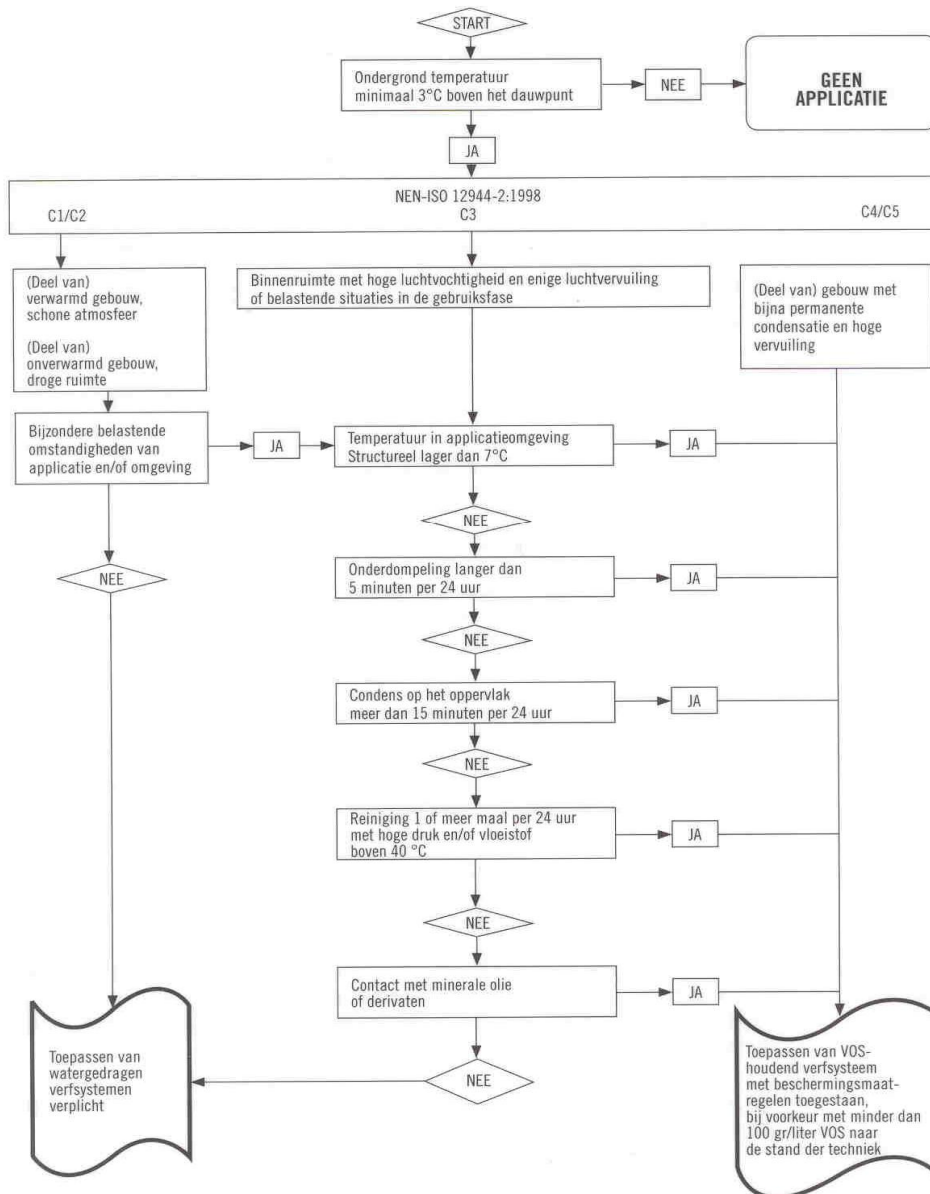 START
Ondergrond temperatuur
minimaal 3°C boven het dauwpunt
NEE
GEEN
APPLICATIE
JA
NEN-ISO 12944-2:1998
C1/C2
C3
C4/C5
(Deel van)
verwarmd gebouw,
schone atmosfeer
(Deel van)
onverwarmd gebouw,
droge ruimte
Binnenruimte met hoge luchtvochtigheid en enige luchtvervuiling
of belastende situaties in de gebruiksfase
(Deel van) gebouw met
bijna permanente
condensatie en hoge
vervuiling
Bijzondere belastende
omstandigheden van
applicatie en/of omgeving
JA
Temperatuur in applicatieomgeving
Structureel lager dan 7°C
JA
NEE
NEE
Onderdompeling langer dan
5 minuten per 24 uur
JA
NEE
Condens op het oppervlak
meer dan 15 minuten per 24 uur
JA
NEE
Reiniging 1 of meer maal per 24 uur
met hoge druk en/of vloeistof
boven 40 °C
JA
NEE
Contact met minerale olie
of derivaten
JA
NEE
Toepassen van
watergedragen
verfsystemen
verplicht
Toepassen van VOS-
houdend verfsysteem
met beschermingsmaat-
regelen toegestaan,
bij voorkeur met minder dan
100 gr/liter VOS naar
de stand der techniek